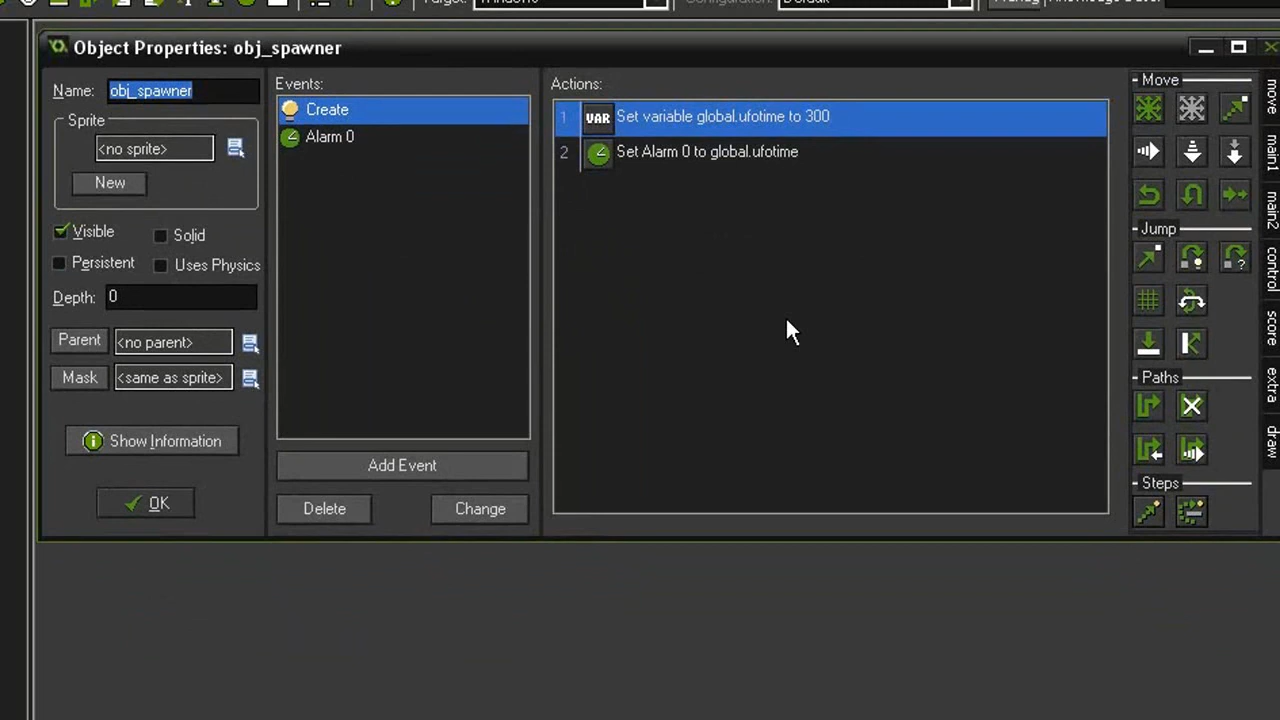 Object Properties: obj_spawner
Name: obj_spawner
Sprite
<no sprite>
New
Visible
Solid
Persistent
Uses Physics
Depth: 0
Parent <no parent>
Mask <same as sprite>
Show Information
OK
Events:
Create
Alarm 0
Add Event
Delete
Change
Actions:
1 VAR Set variable global.ufotime to 300
2 Set Alarm 0 to global.ufotime
Move
Jump
Paths
Steps
move
main1
main2
control
score
extra
draw